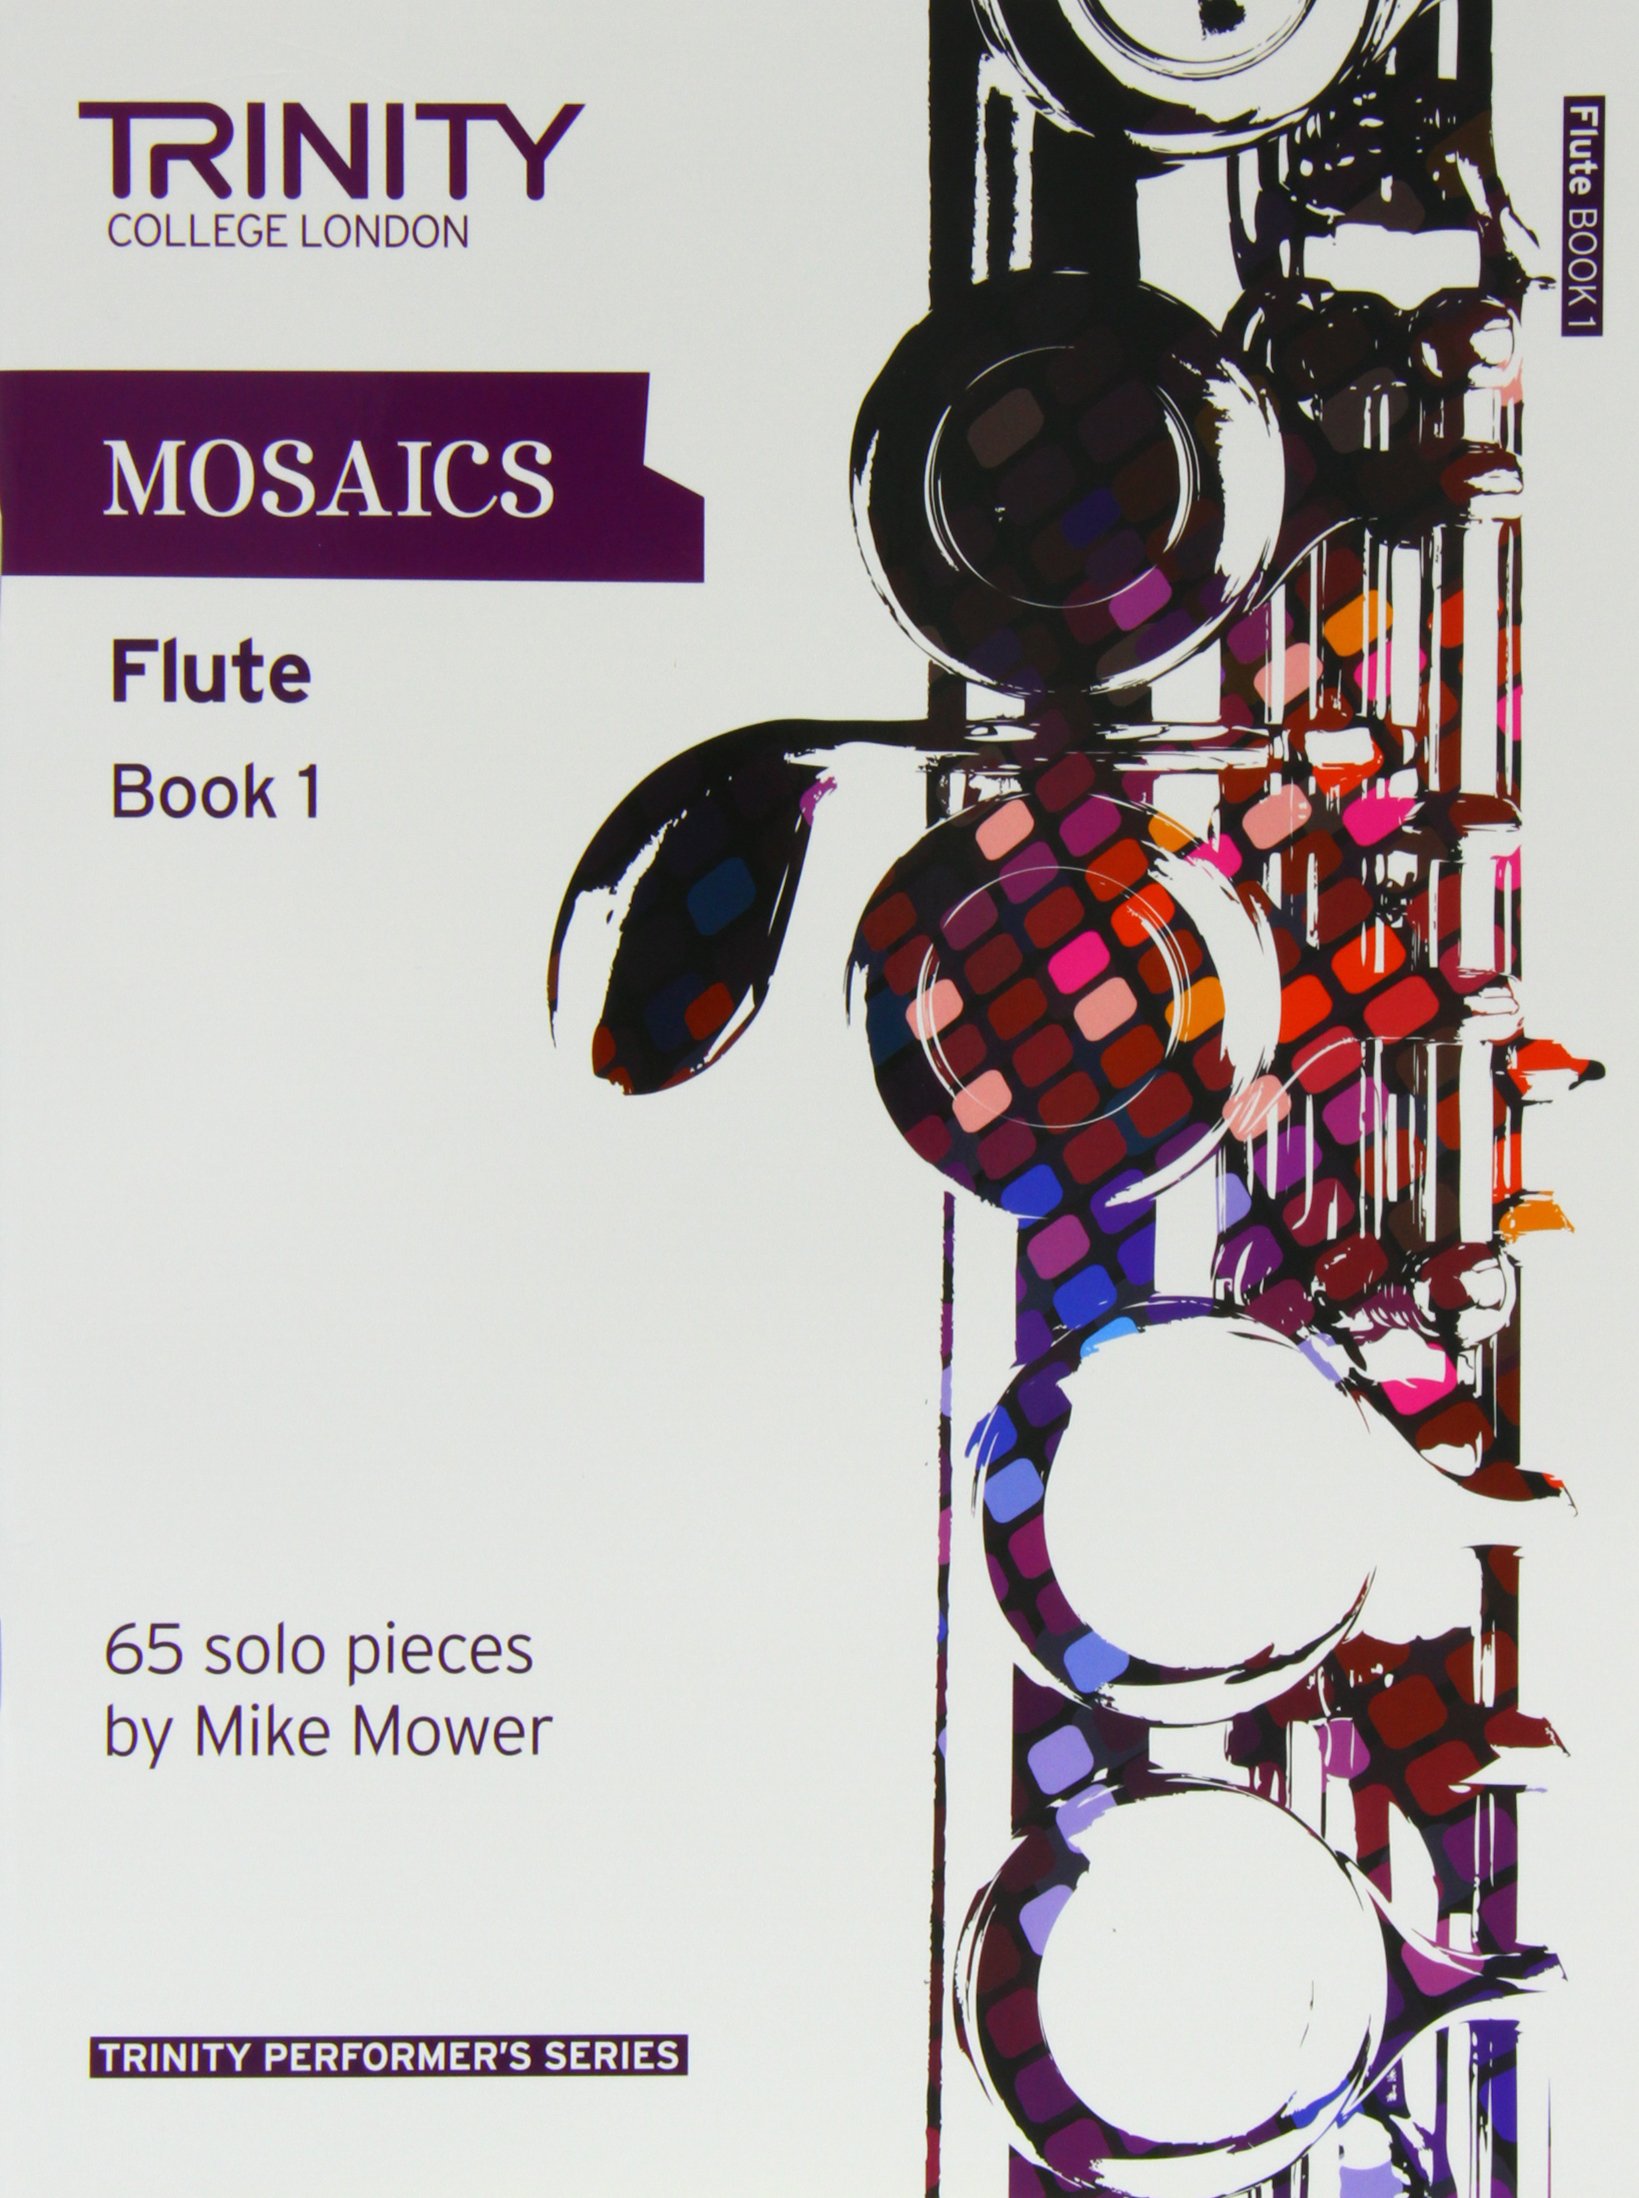 TRINITY
COLLEGE LONDON
Flute BOOK 1
MOSAICS
Flute
Book 1
65 solo pieces
by Mike Mower
TRINITY PERFORMER'S SERIES